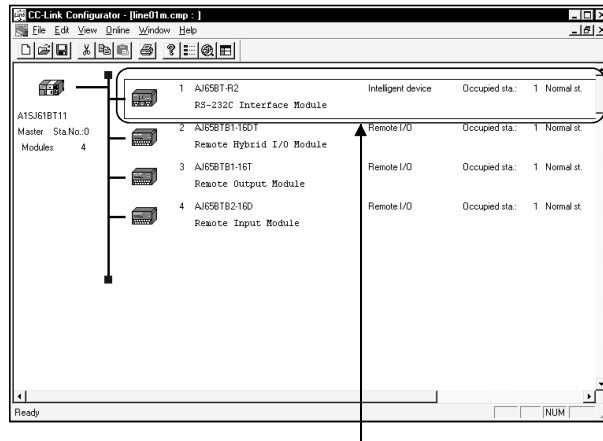 CC-Link Configurator - [line01m.cmp : ]
File Edit View Online Window Help
A1SJ61BT11
Master Sta.No.:0
Modules 4
1 AJ65BT-R2 Intelligent device Occupied sta.: 1 Normal st.
RS-232C Interface Module
2 AJ65BTB1-16DT Remote I/O Occupied sta.: 1 Normal st.
Remote Hybrid I/O Module
3 AJ65BTB1-16T Remote I/O Occupied sta.: 1 Normal st.
Remote Output Module
4 AJ65BTB2-16D Remote I/O Occupied sta.: 1 Normal st.
Remote Input Module
Ready NUM